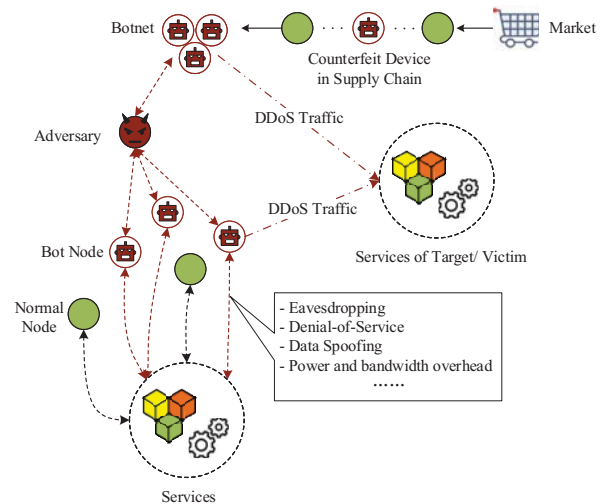 Botnet
Market
Counterfeit Device
in Supply Chain
DDoS Traffic
Adversary
DDoS Traffic
Bot Node
Services of Target/ Victim
Normal
Node
- Eavesdropping
- Denial-of-Service
- Data Spoofing
- Power and bandwidth overhead
......
Services